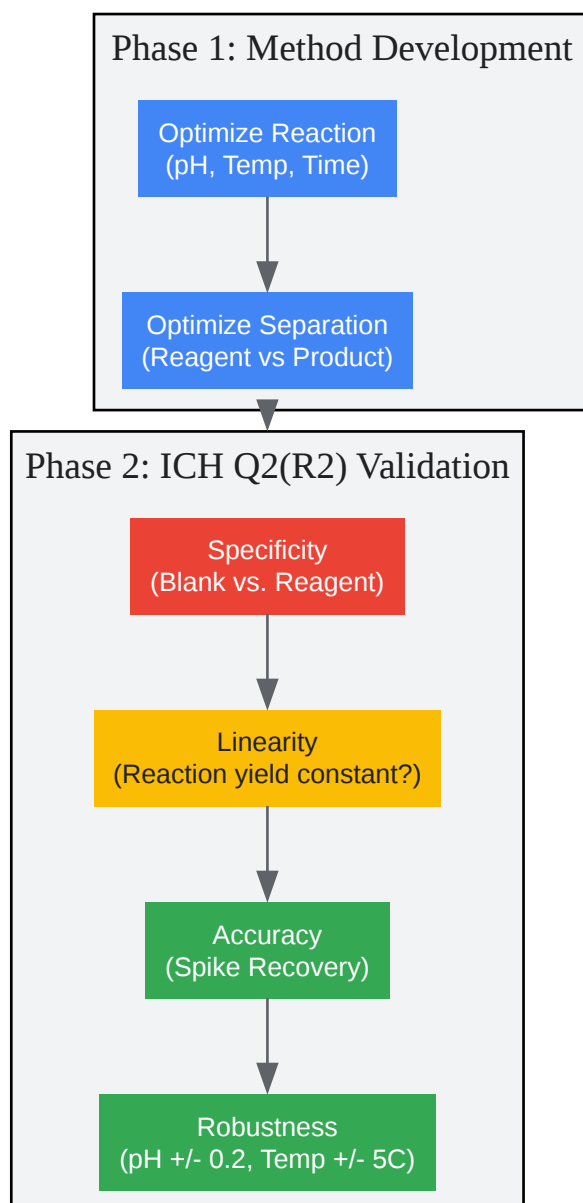 Phase 1: Method Development
Optimize Reaction
(pH, Temp, Time)
Optimize Separation
(Reagent vs Product)
Phase 2: ICH Q2(R2) Validation
Specificity
(Blank vs. Reagent)
Linearity
(Reaction yield constant?)
Accuracy
(Spike Recovery)
Robustness
(pH +/- 0.2, Temp +/- 5C)